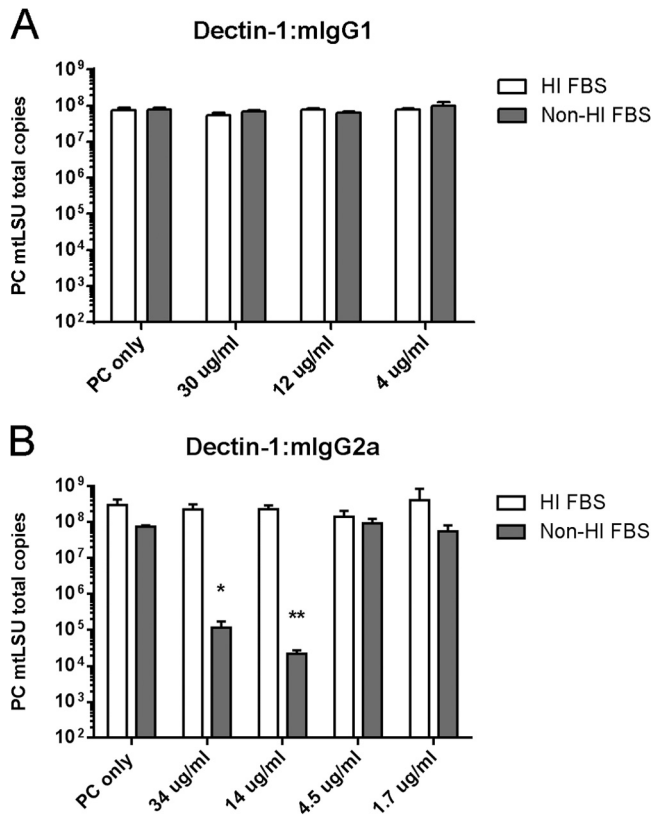 A
Dectin-1:mIgG1
PC mtLSU total copies
10⁹
10⁸
10⁷
10⁶
10⁵
10⁴
10³
10²
HI FBS
Non-HI FBS
PC only
30 ug/ml
12 ug/ml
4 ug/ml
B
Dectin-1:mIgG2a
PC mtLSU total copies
10⁹
10⁸
10⁷
10⁶
10⁵
10⁴
10³
10²
*
**
HI FBS
Non-HI FBS
PC only
34 ug/ml
14 ug/ml
4.5 ug/ml
1.7 ug/ml